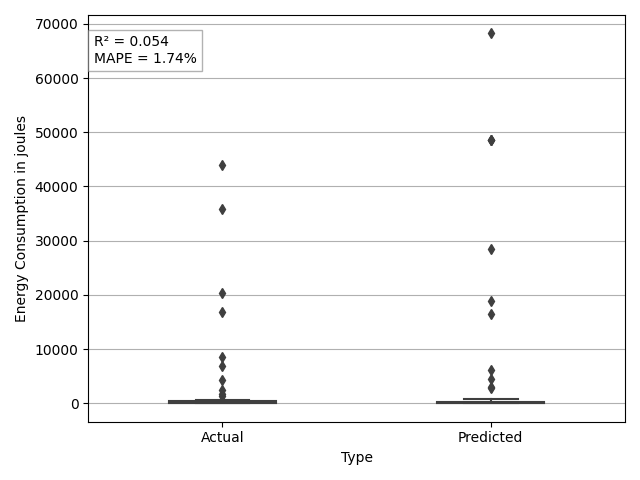 70000
R² = 0.054
MAPE = 1.74%
60000
50000
40000
30000
20000
10000
0
Energy Consumption in joules
Actual
Predicted
Type